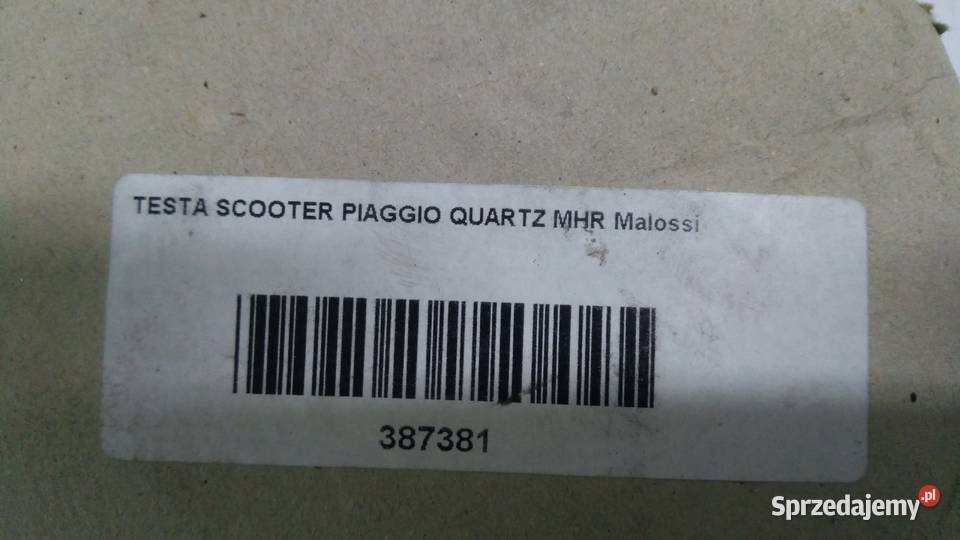 TESTA SCOOTER PIAGGIO QUARTZ MHR Malossi
387381
Sprzedajemy.pl